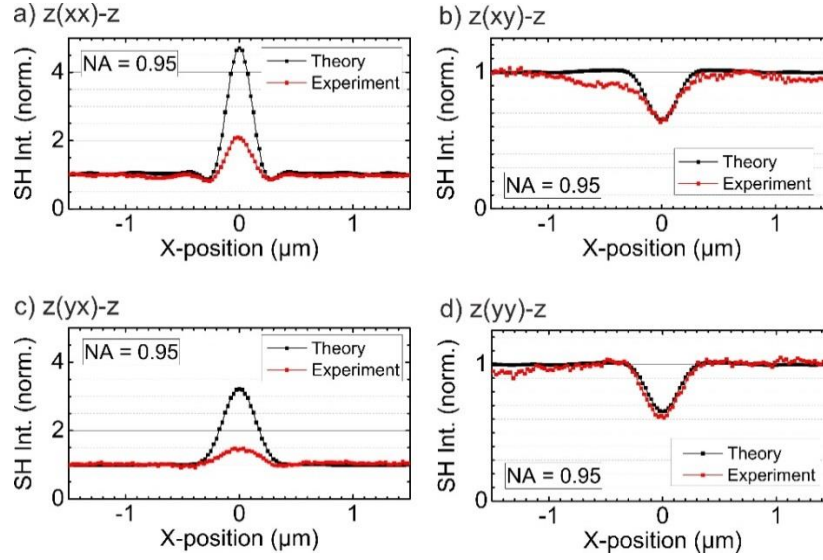 a) z(xx)-z
SH Int. (norm.)
4
2
0
NA = 0.95
Theory
Experiment
-1
0
1
X-position (µm)
b) z(xy)-z
SH Int. (norm.)
1
0
Theory
Experiment
NA = 0.95
-1
0
1
X-position (µm)
c) z(yx)-z
SH Int. (norm.)
4
2
0
NA = 0.95
Theory
Experiment
-1
0
1
X-position (µm)
d) z(yy)-z
SH Int. (norm.)
1
0
Theory
Experiment
NA = 0.95
-1
0
1
X-position (µm)